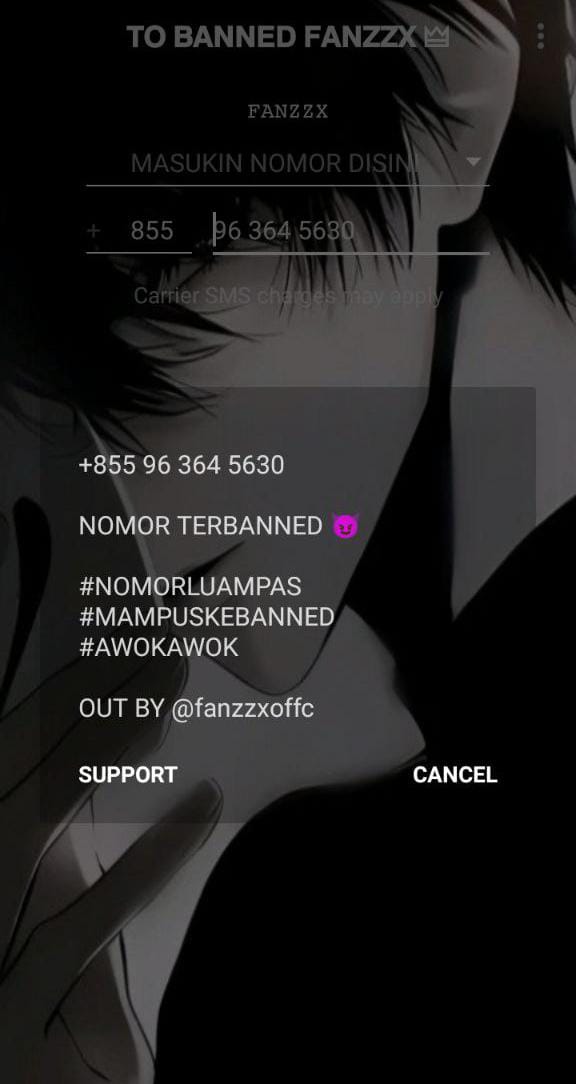 TO BANNED FANZZX
FANZZX
MASUKIN NOMOR DISINI
+ 855 96 364 5630
Carrier SMS charges may apply
+855 96 364 5630
NOMOR TERBANNED 😈
#NOMORLUAMPAS
#MAMPUSKEBANNED
#AWOKAWOK
OUT BY @fanzzxoffc
SUPPORT CANCEL